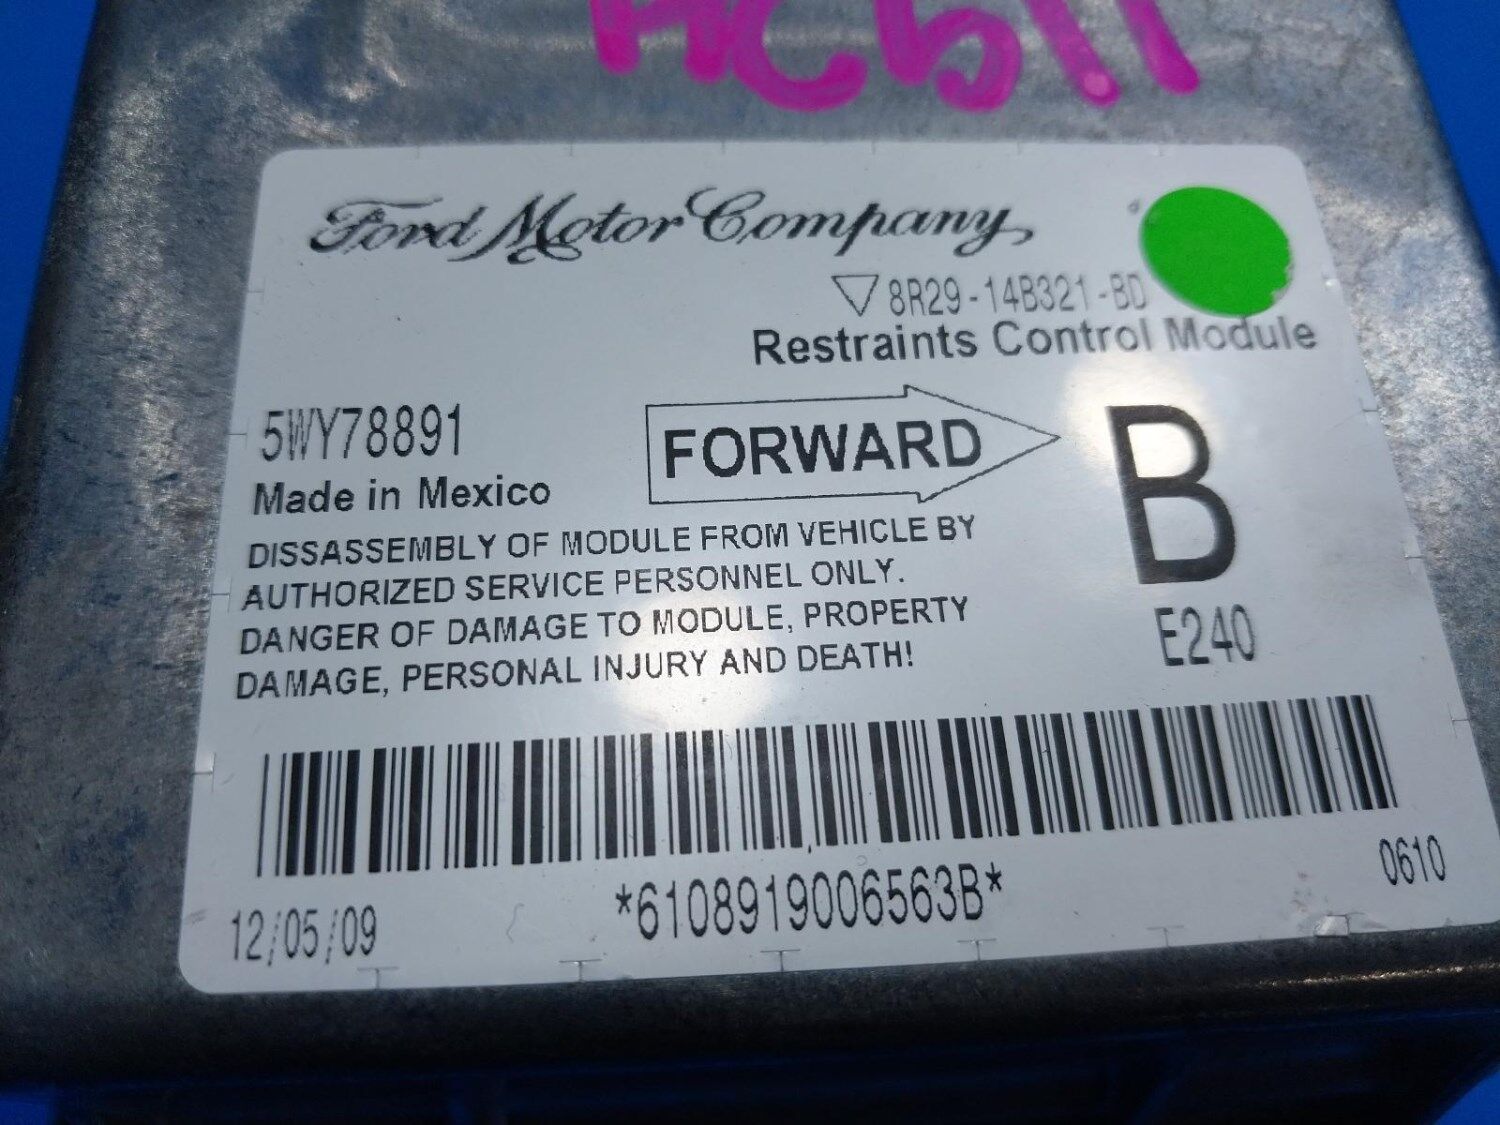 Ford Motor Company
8R29-14B321-BD
Restraints Control Module
5WY78891
FORWARD
B
Made in Mexico
DISSASSEMBLY OF MODULE FROM VEHICLE BY
AUTHORIZED SERVICE PERSONNEL ONLY.
DANGER OF DAMAGE TO MODULE, PROPERTY
DAMAGE, PERSONAL INJURY AND DEATH!
E240
*6108919006563B*
0610
12/05/09